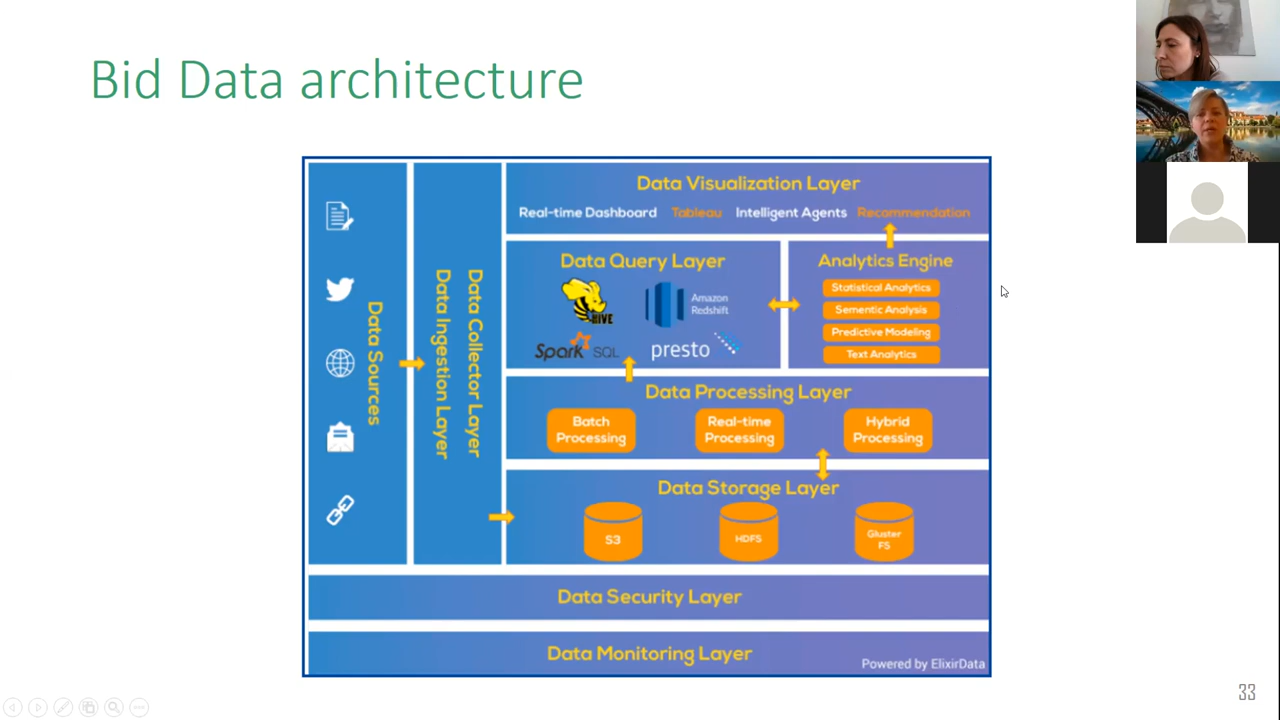 Bid Data architecture
Data Sources
Data Ingestion Layer
Data Collector Layer
Data Visualization Layer
Real-time Dashboard Tableau Intelligent Agents Recommendation
Data Query Layer
HIVE
Amazon
Redshift
Spark SQL
presto
Analytics Engine
Statistical Analytics
Sementic Analysis
Predictive Modeling
Text Analytics
Data Processing Layer
Batch
Processing
Real-time
Processing
Hybrid
Processing
Data Storage Layer
S3
HDFS
Gluster
FS
Data Security Layer
Data Monitoring Layer
Powered by ElixirData
33